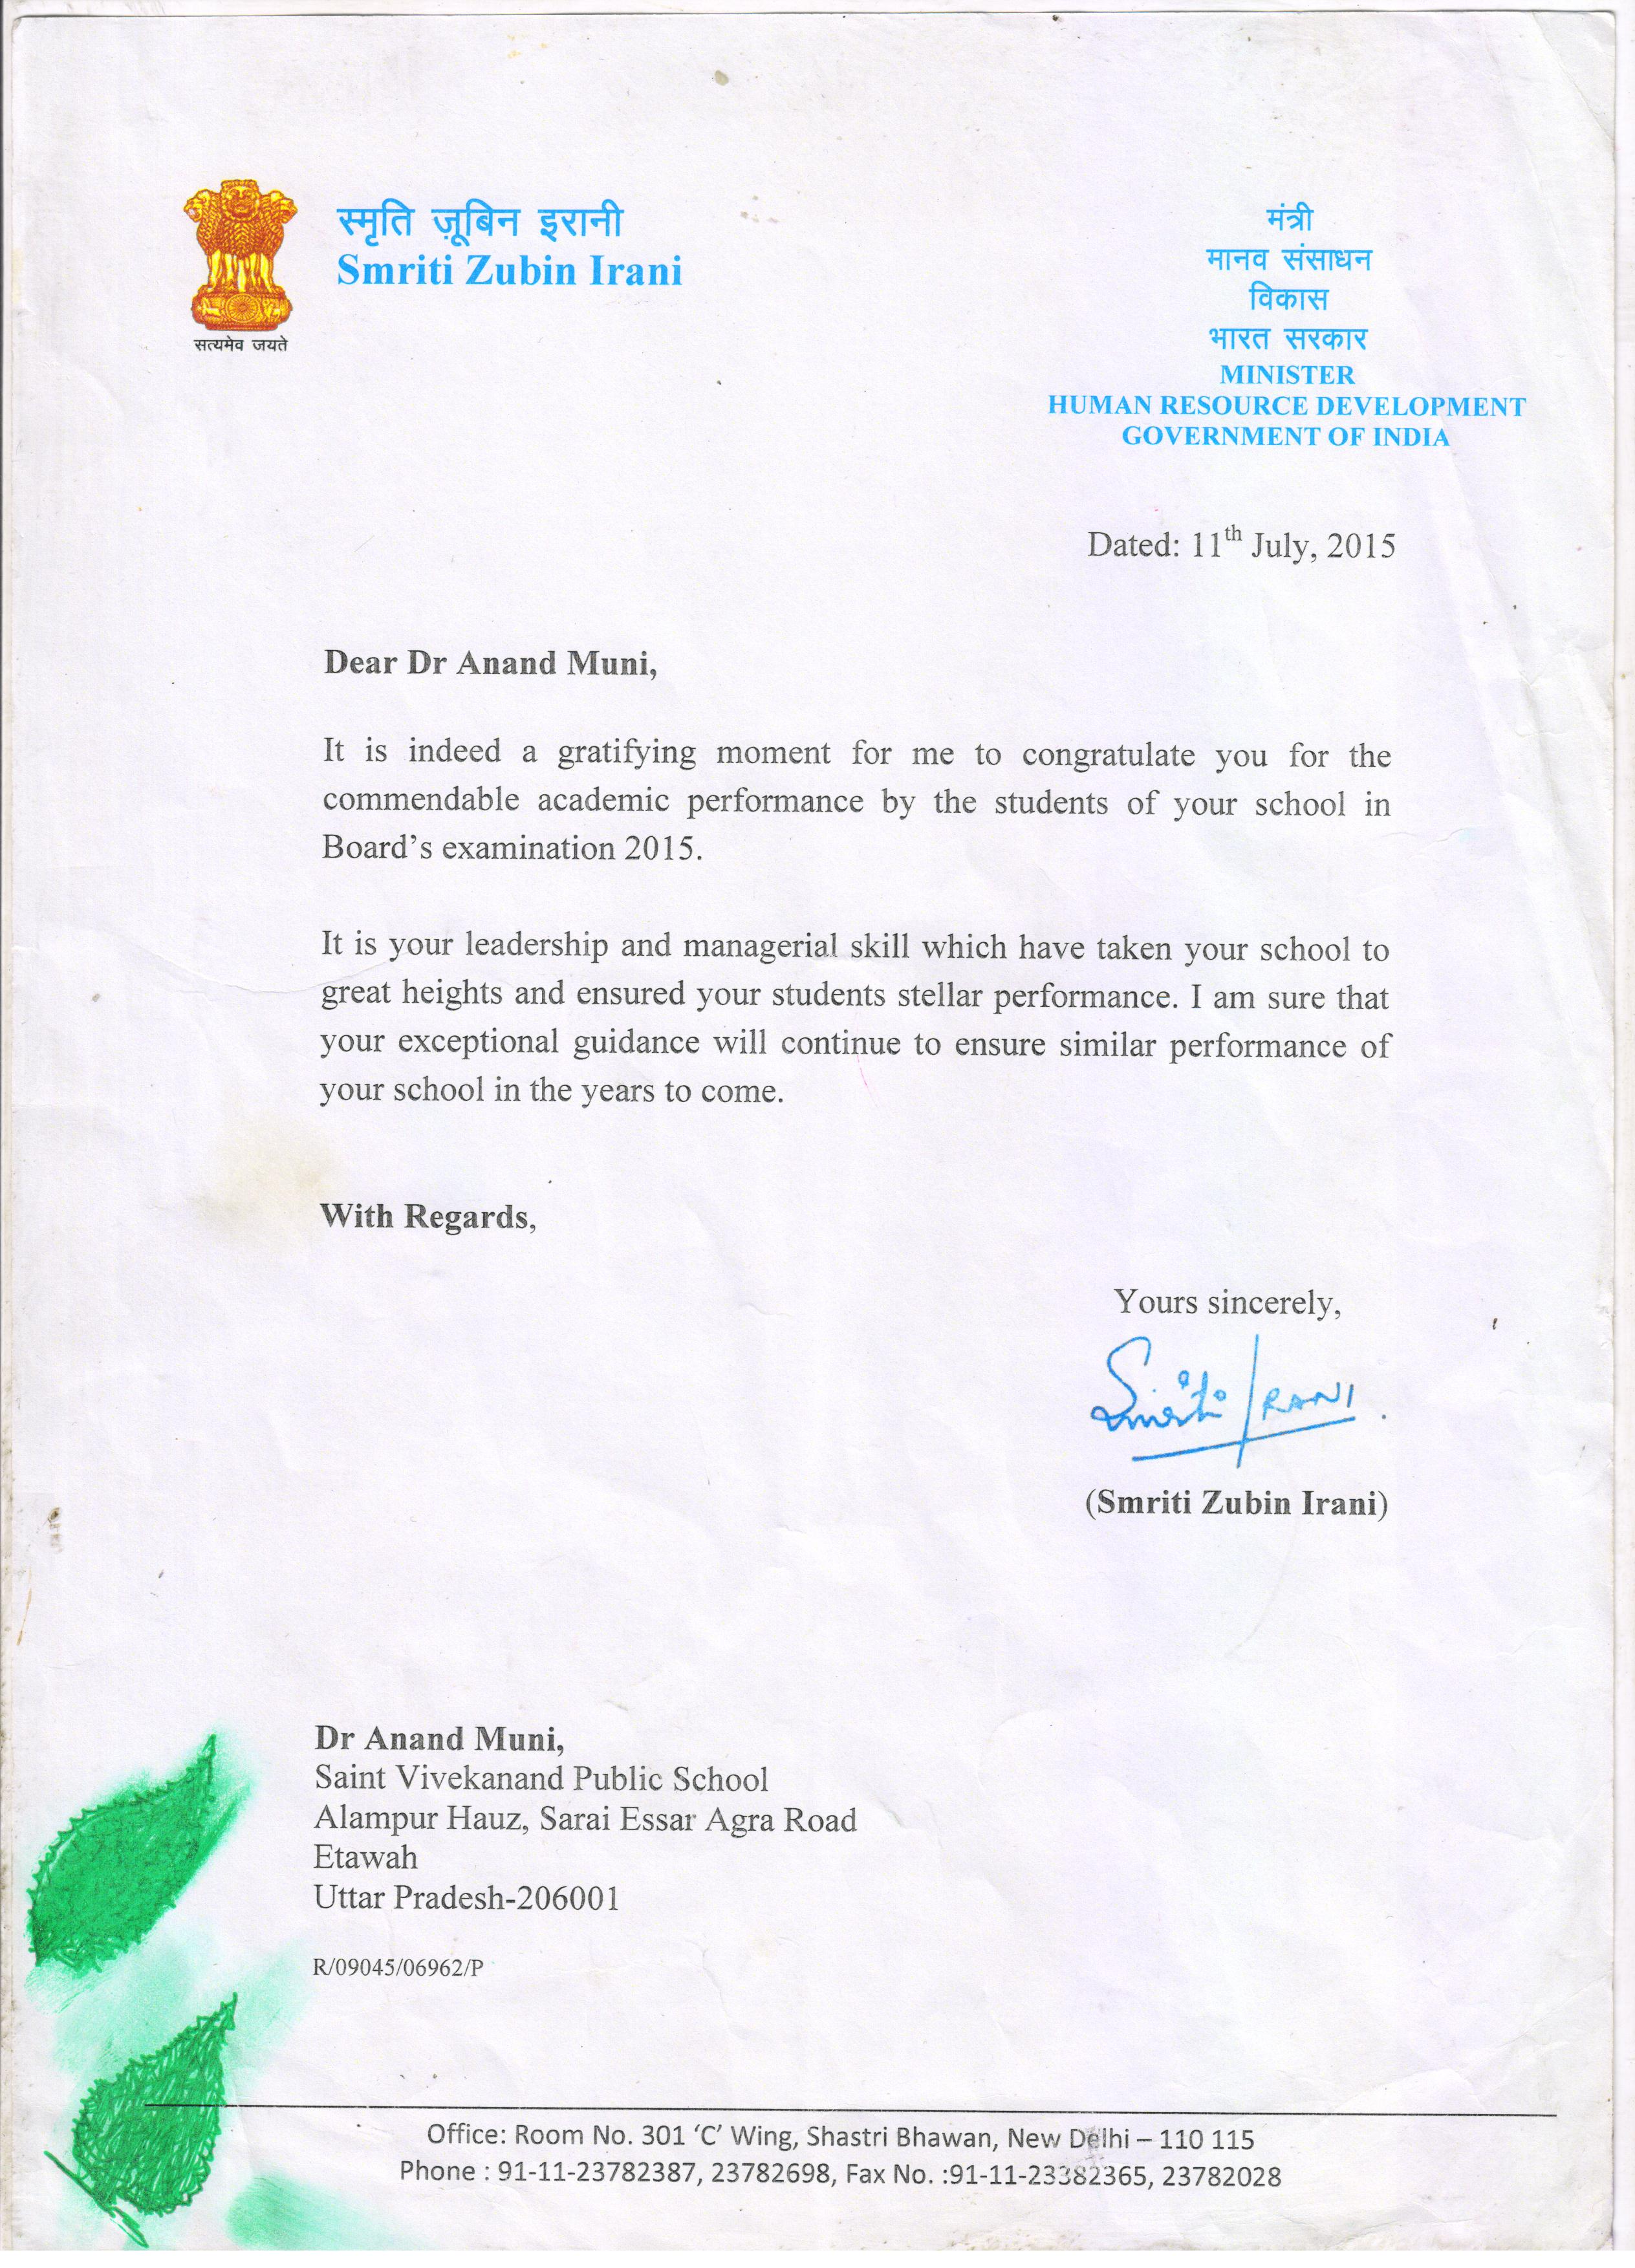 स्मृति ज़ूबिन इरानी
Smriti Zubin Irani
सत्यमेव जयते
मंत्री
मानव संसाधन
विकास
भारत सरकार
MINISTER
HUMAN RESOURCE DEVELOPMENT
GOVERNMENT OF INDIA
Dated: 11th July, 2015
Dear Dr Anand Muni,
It is indeed a gratifying moment for me to congratulate you for the
commendable academic performance by the students of your school in
Board’s examination 2015.
It is your leadership and managerial skill which have taken your school to
great heights and ensured your students stellar performance. I am sure that
your exceptional guidance will continue to ensure similar performance of
your school in the years to come.
With Regards,
Yours sincerely,
Smriti IRANI
(Smriti Zubin Irani)
Dr Anand Muni,
Saint Vivekanand Public School
Alampur Hauz, Sarai Essar Agra Road
Etawah
Uttar Pradesh-206001
R/09045/06962/P
Office: Room No. 301 ‘C’ Wing, Shastri Bhawan, New Delhi – 110 115
Phone : 91-11-23782387, 23782698, Fax No. :91-11-23382365, 23782028